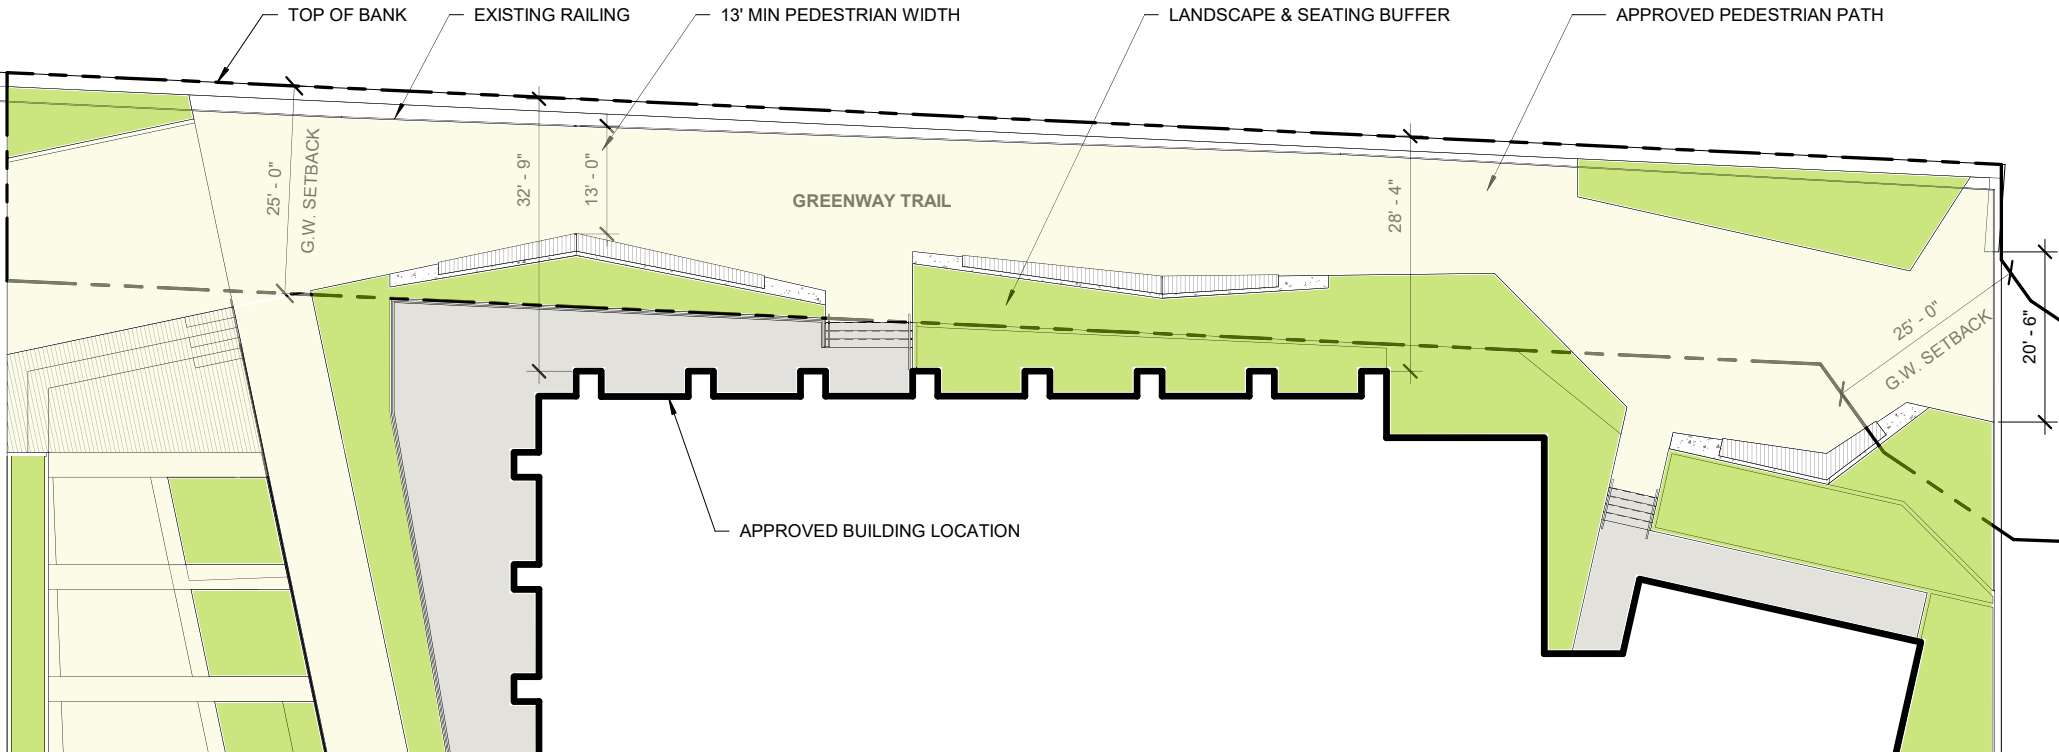 TOP OF BANK
EXISTING RAILING
13' MIN PEDESTRIAN WIDTH
LANDSCAPE & SEATING BUFFER
APPROVED PEDESTRIAN PATH
25' - 0"
G.W. SETBACK
32' - 9"
13' - 0"
GREENWAY TRAIL
28' - 4"
25' - 0"
G.W. SETBACK
20' - 6"
APPROVED BUILDING LOCATION